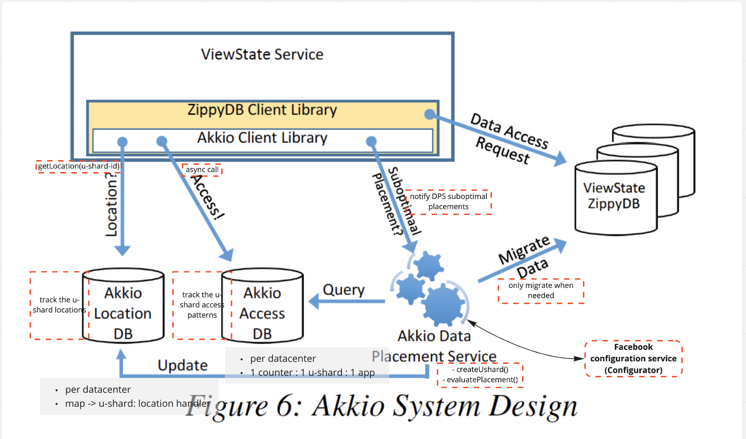 ViewState Service
ZippyDB Client Library
Akkio Client Library
Data Access
Request
getLocation(u-shard-id)
Location?
async call
Access!
Suboptimaal
Placement?
notify DPS suboptimal
placements
ViewState
ZippyDB
Migrate
Data
only migrate when
needed
track the u-
shard locations
Akkio
Location
DB
track the u-
shard access
patterns
Akkio
Access
DB
Query
Akkio Data
Placement Service
Facebook
configuration service
(Configurator)
Update
• per datacenter
• 1 counter : 1 u-shard : 1 app
- createUshard()
- evaluatePlacement()
• per datacenter
• map -> u-shard: location handler
Figure 6: Akkio System Design